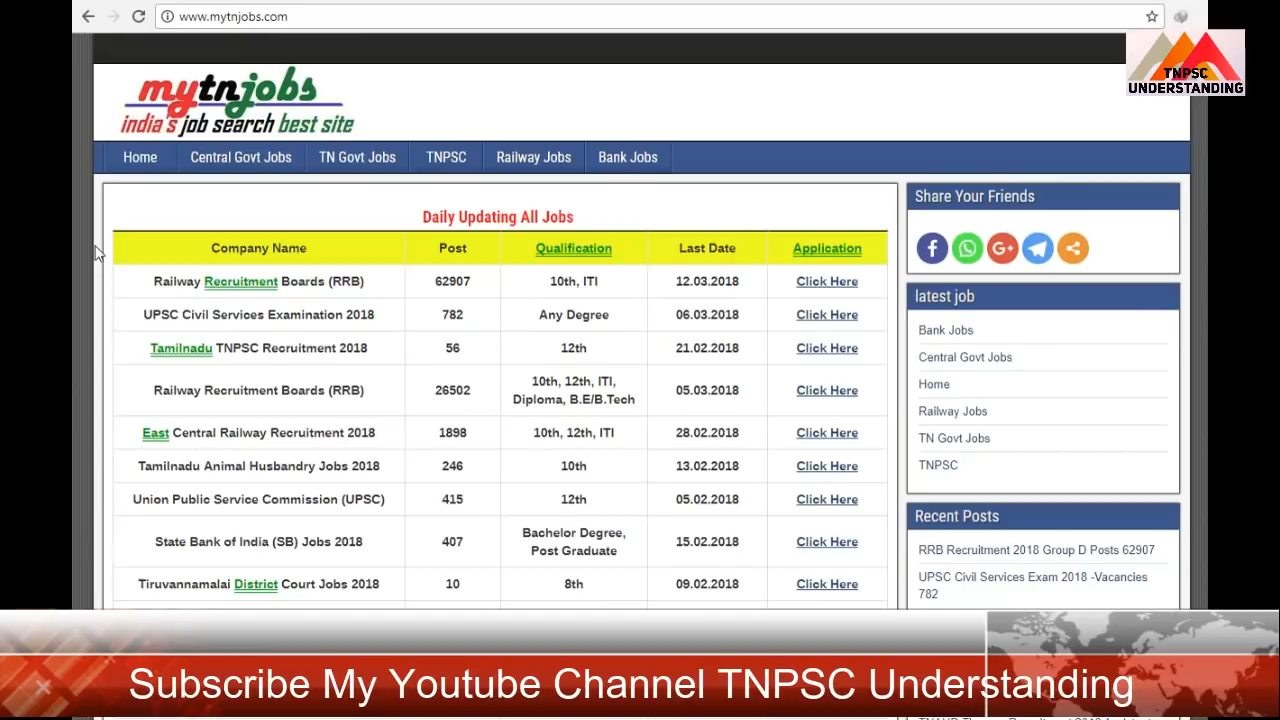 www.mytnjobs.com
TNPSC
UNDERSTANDING
mytnjobs
india's job search best site
Home Central Govt Jobs TN Govt Jobs TNPSC Railway Jobs Bank Jobs
Daily Updating All Jobs
Company Name Post Qualification Last Date Application
Railway Recruitment Boards (RRB) 62907 10th, ITI 12.03.2018 Click Here
UPSC Civil Services Examination 2018 782 Any Degree 06.03.2018 Click Here
Tamilnadu TNPSC Recruitment 2018 56 12th 21.02.2018 Click Here
Railway Recruitment Boards (RRB) 26502 10th, 12th, ITI, Diploma, B.E/B.Tech 05.03.2018 Click Here
East Central Railway Recruitment 2018 1898 10th, 12th, ITI 28.02.2018 Click Here
Tamilnadu Animal Husbandry Jobs 2018 246 10th 13.02.2018 Click Here
Union Public Service Commission (UPSC) 415 12th 05.02.2018 Click Here
State Bank of India (SB) Jobs 2018 407 Bachelor Degree, Post Graduate 15.02.2018 Click Here
Tiruvannamalai District Court Jobs 2018 10 8th 09.02.2018 Click Here
Share Your Friends
latest job
Bank Jobs
Central Govt Jobs
Home
Railway Jobs
TN Govt Jobs
TNPSC
Recent Posts
RRB Recruitment 2018 Group D Posts 62907
UPSC Civil Services Exam 2018 -Vacancies
782
Subscribe My Youtube Channel TNPSC Understanding